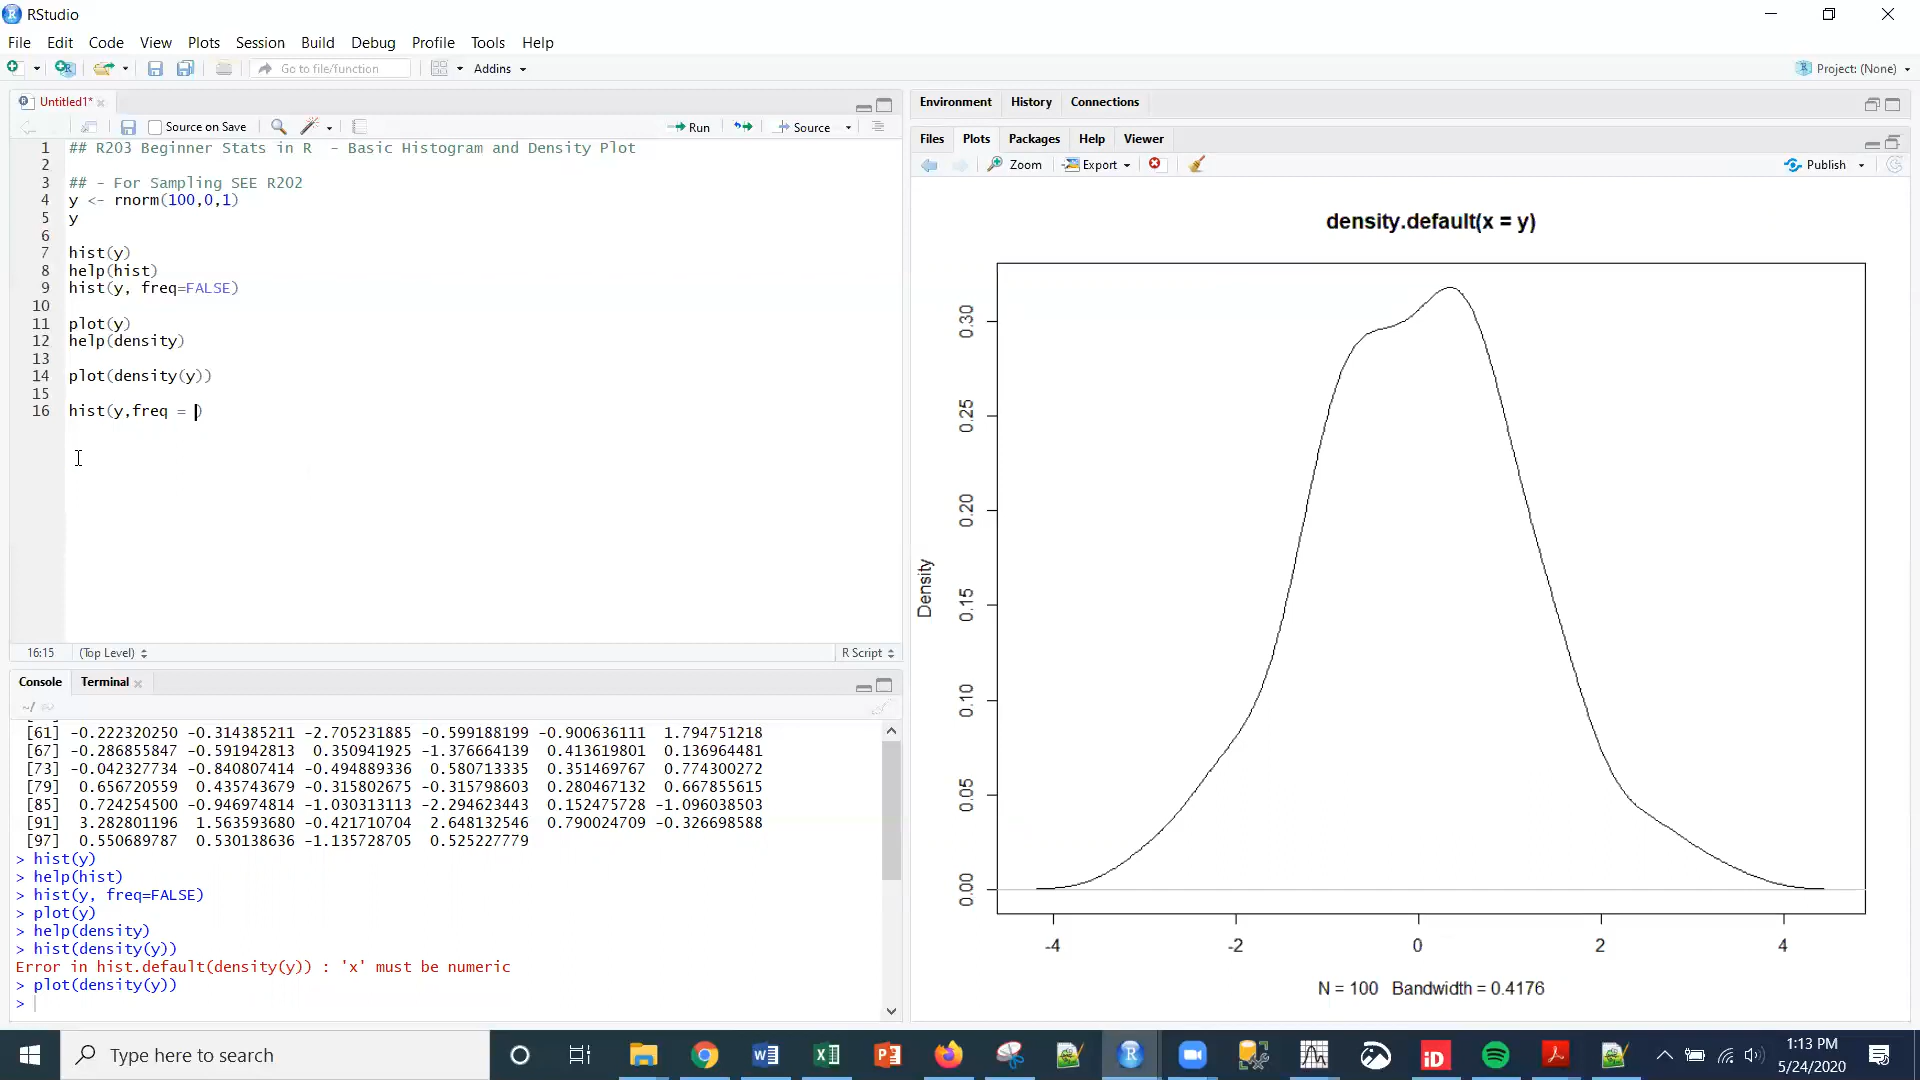 RStudio
File Edit Code View Plots Session Build Debug Profile Tools Help
Go to file/function Addins Project: (None)
Untitled1*
Source on Save Run Source
1 ## R203 Beginner Stats in R  - Basic Histogram and Density Plot
2
3 ## - For Sampling SEE R202
4 y <- rnorm(100,0,1)
5 y
6
7 hist(y)
8 help(hist)
9 hist(y, freq=FALSE)
10
11 plot(y)
12 help(density)
13
14 plot(density(y))
15
16 hist(y,freq = )
16:15 (Top Level) R Script
Console Terminal
~/
[61] -0.222320250 -0.314385211 -2.705231885 -0.599188199 -0.900636111 1.794751218
[67] -0.286855847 -0.591942813 0.350941925 -1.376664139 0.413619801 0.136964481
[73] -0.042327734 -0.840807414 -0.494889336 0.580713335 0.351469767 0.774300272
[79] 0.656720559 0.435743679 -0.315802675 -0.315798603 0.280467132 0.667855615
[85] 0.724254500 -0.946974814 -1.030313113 -2.294623443 0.152475728 -1.096038503
[91] 3.282801196 1.563593680 -0.421710704 2.648132546 0.790024709 -0.326698588
[97] 0.550689787 0.530138636 -1.135728705 0.525227779
> hist(y)
> help(hist)
> hist(y, freq=FALSE)
> plot(y)
> help(density)
> hist(density(y))
Error in hist.default(density(y)) : 'x' must be numeric
> plot(density(y))
>
Environment History Connections
Files Plots Packages Help Viewer
Zoom Export Publish
density.default(x = y)
Density
0.30
0.25
0.20
0.15
0.10
0.05
0.00
-4 -2 0 2 4
N = 100 Bandwidth = 0.4176
Type here to search
1:13 PM
5/24/2020